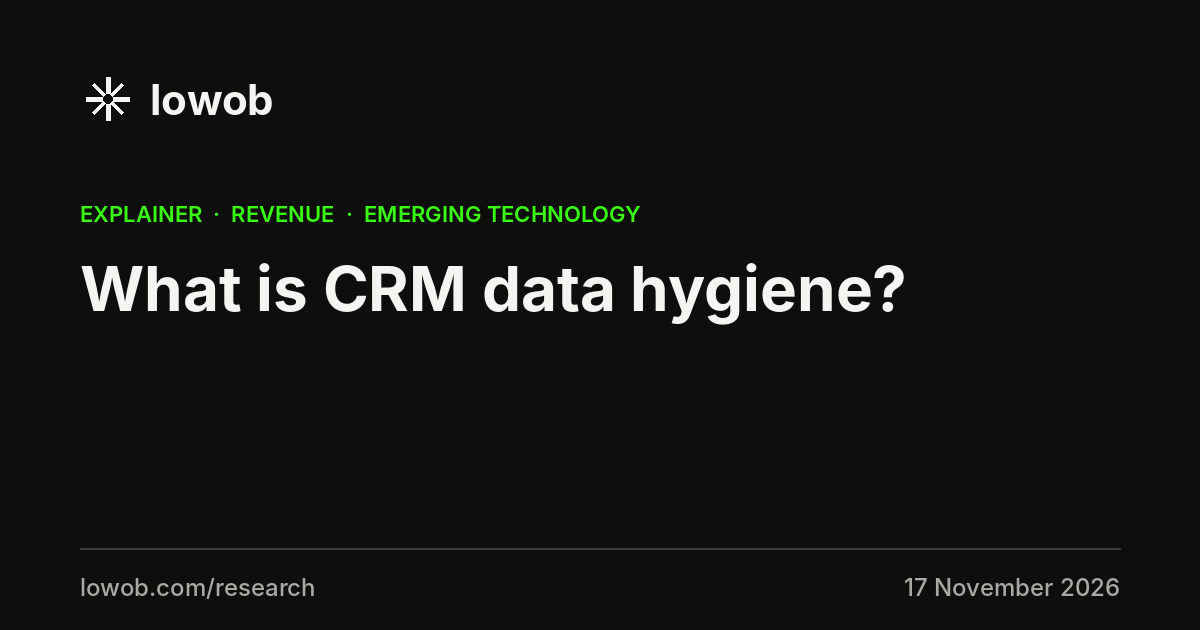 lowob
EXPLAINER · REVENUE · EMERGING TECHNOLOGY
What is CRM data hygiene?
lowob.com/research
17 November 2026